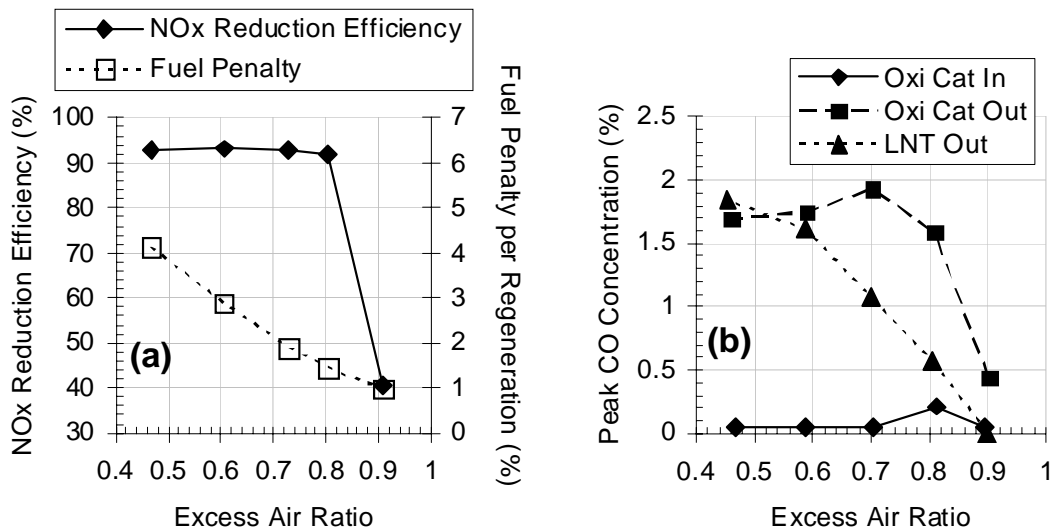 NOx Reduction Efficiency
Fuel Penalty
NOx Reduction Efficiency (%)
100
90
80
70
60
50
40
30
(a)
7
6
5
4
3
2
1
0
Fuel Penalty per Regeneration (%)
0.4 0.5 0.6 0.7 0.8 0.9 1
Excess Air Ratio
Oxi Cat In
Oxi Cat Out
LNT Out
Peak CO Concentration (%)
2.5
2
1.5
1
0.5
0
(b)
0.4 0.5 0.6 0.7 0.8 0.9 1
Excess Air Ratio